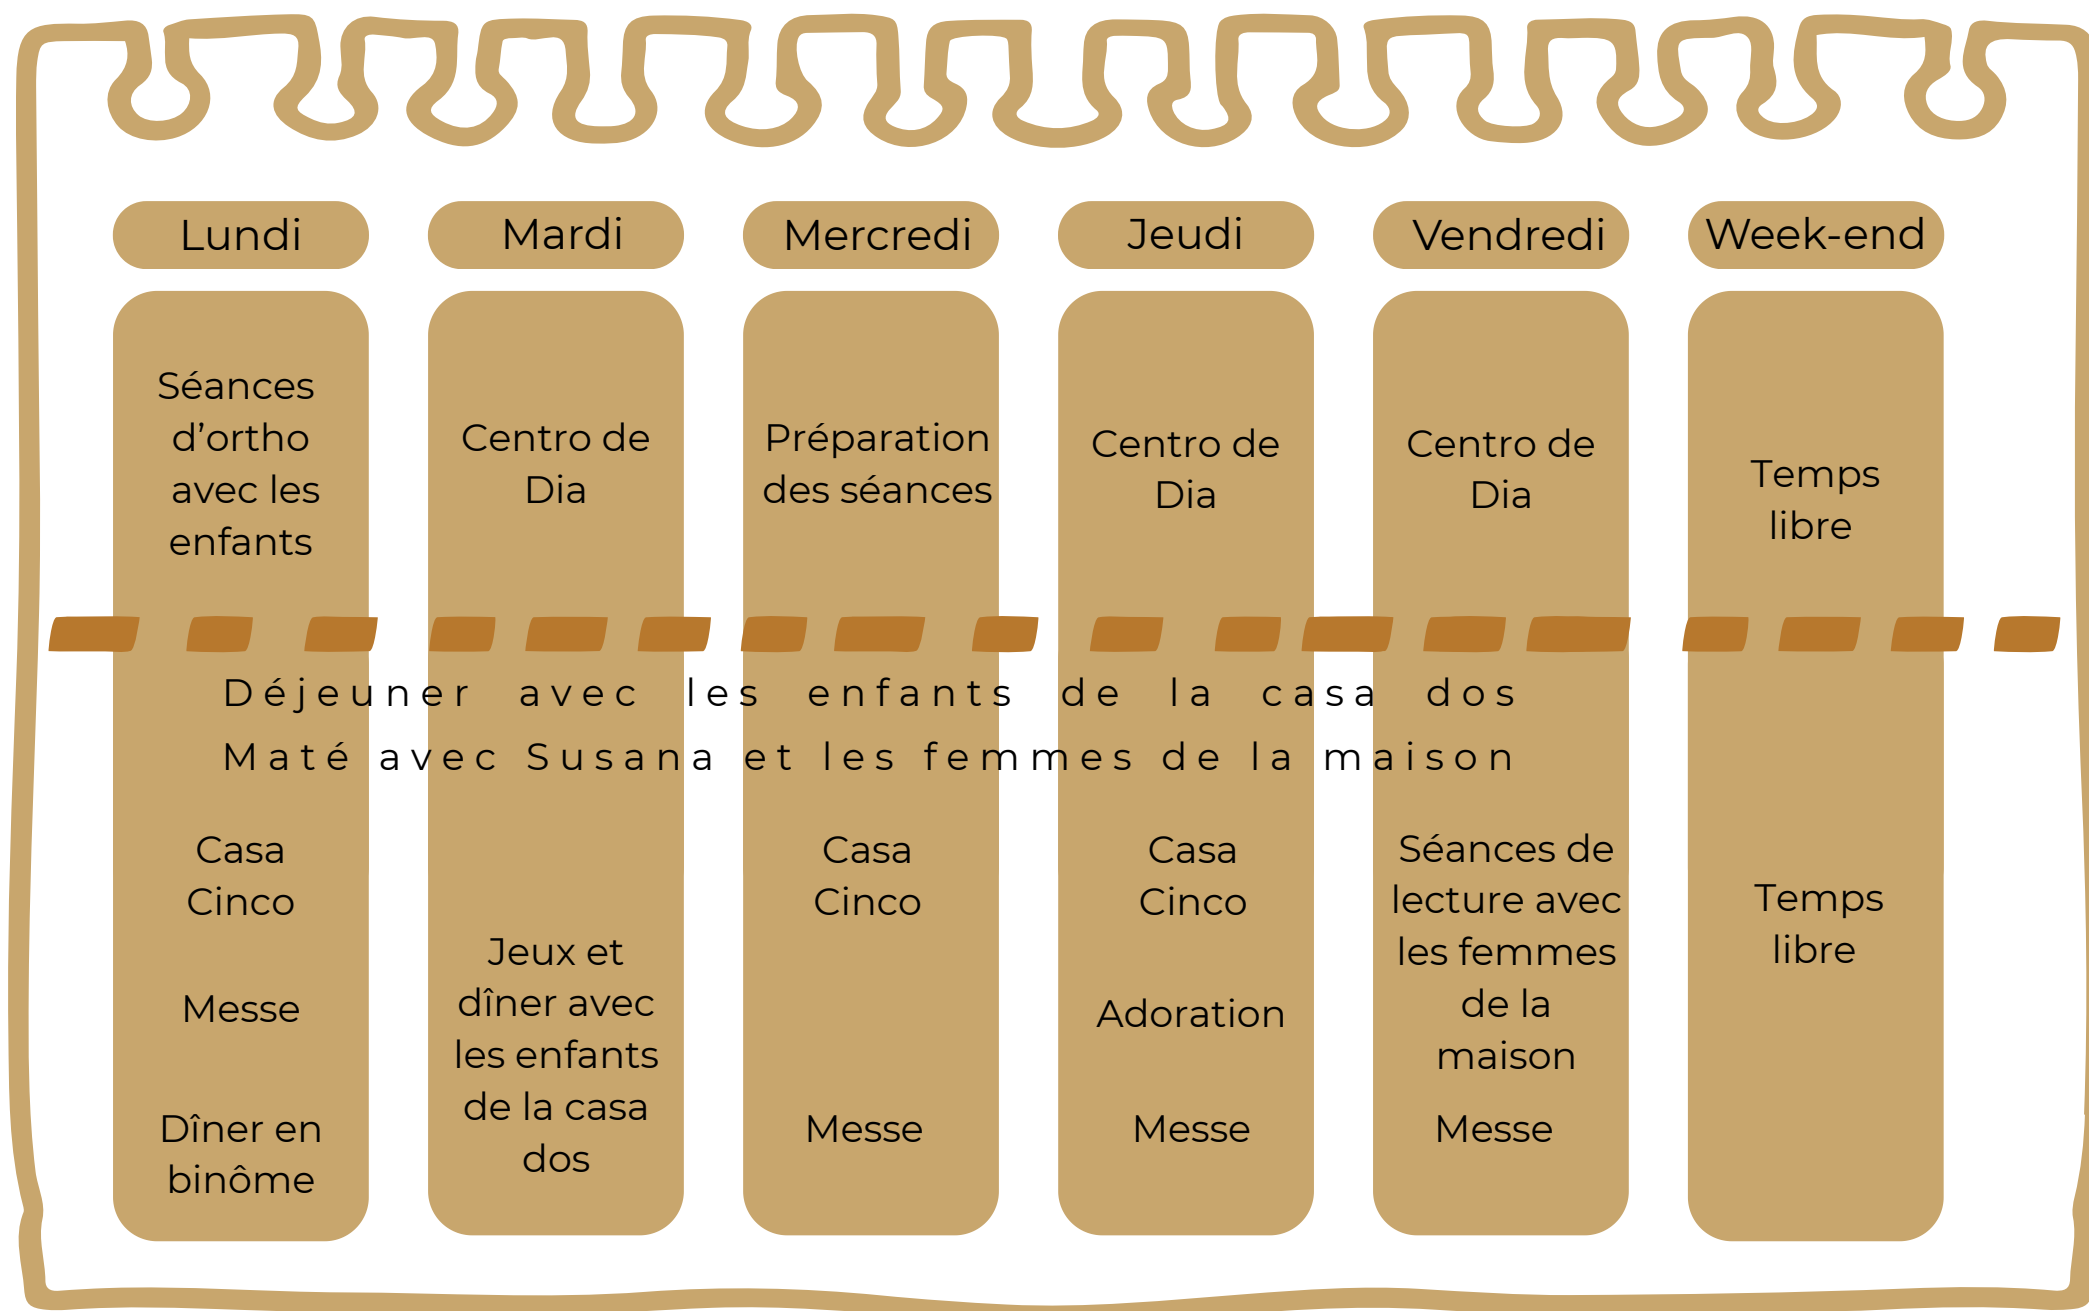 Lundi
Mardi
Mercredi
Jeudi
Vendredi
Week-end
Séances
d'ortho
avec les
enfants
Centro de
Dia
Préparation
des séances
Centro de
Dia
Centro de
Dia
Temps
libre
Déjeuner avec les enfants de la casa dos
Maté avec Susana et les femmes de la maison
Casa
Cinco
Messe
Dîner en
binôme
Jeux et
dîner avec
les enfants
de la casa
dos
Casa
Cinco
Messe
Casa
Cinco
Adoration
Messe
Séances de
lecture avec
les femmes
de la
maison
Messe
Temps
libre